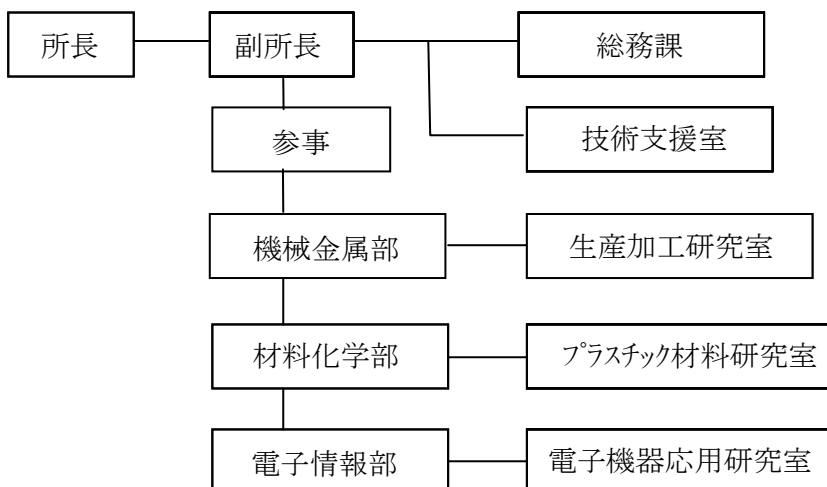 所長
副所長
総務課
参事
技術支援室
機械金属部
生産加工研究室
材料化学部
プラスチック材料研究室
電子情報部
電子機器応用研究室